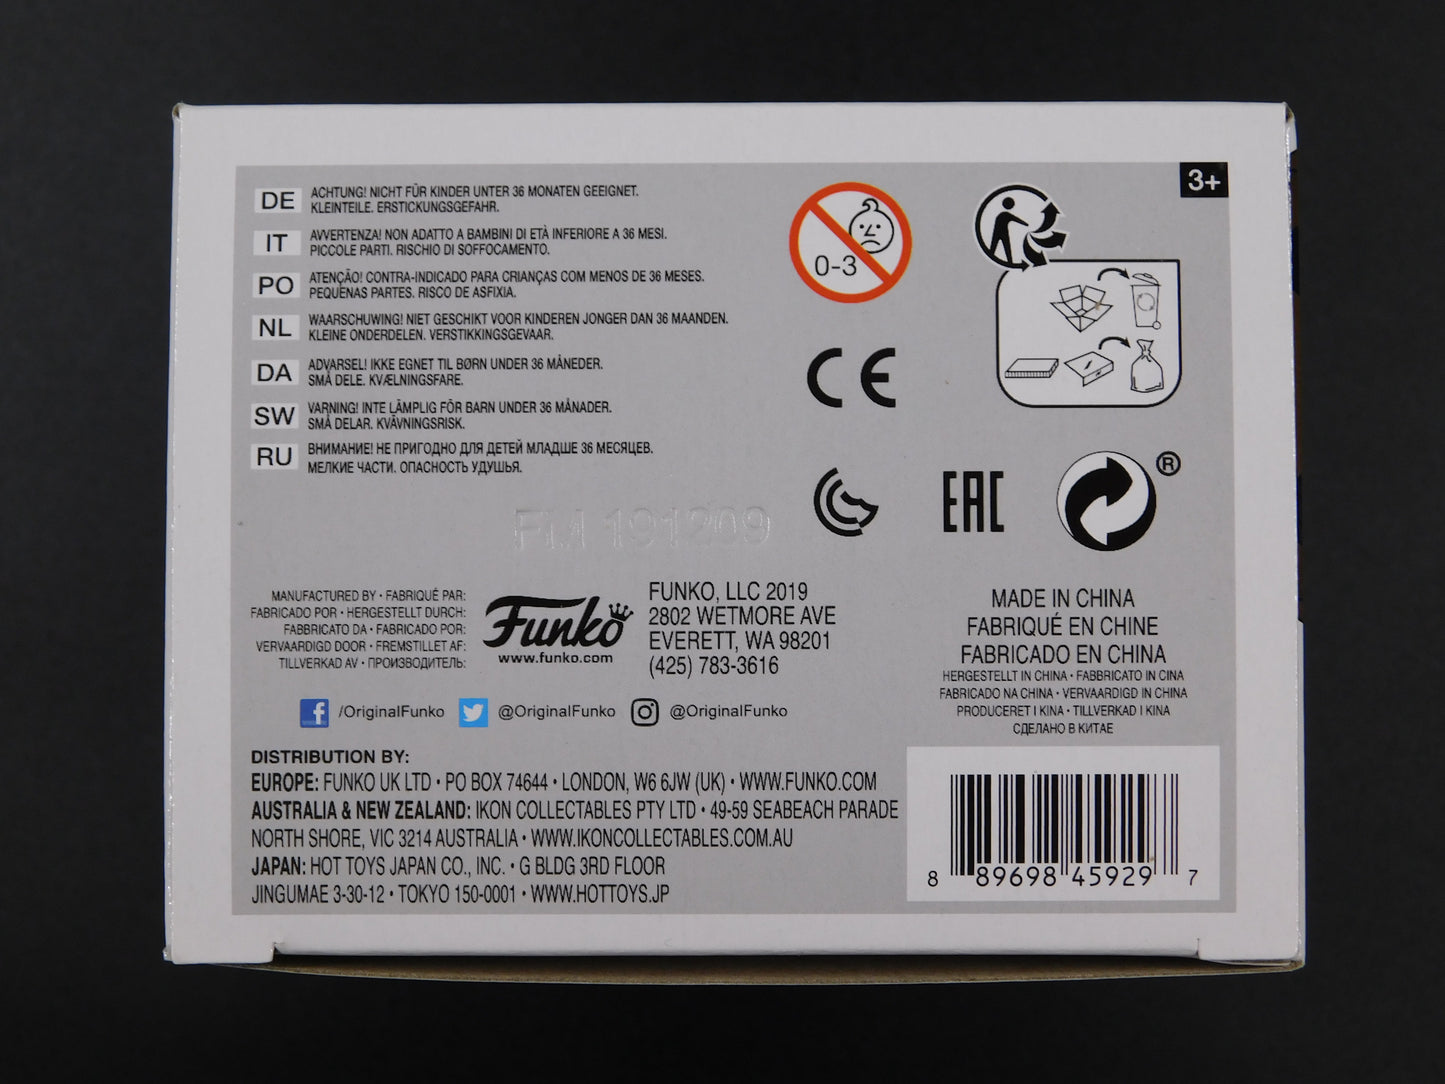 3+
DE ACHTUNG! NICHT FÜR KINDER UNTER 36 MONATEN GEEIGNET.
KLEINTEILE. ERSTICKUNGSGEFAHR.
IT AVVERTENZA! NON ADATTO A BAMBINI DI ETÀ INFERIORE A 36 MESI.
PICCOLE PARTI. RISCHIO DI SOFFOCAMENTO.
PO ATENÇÃO! CONTRA-INDICADO PARA CRIANÇAS COM MENOS DE 36 MESES.
PEQUENAS PARTES. RISCO DE ASFIXIA.
NL WAARSCHUWING! NIET GESCHIKT VOOR KINDEREN JONGER DAN 36 MAANDEN.
KLEINE ONDERDELEN. VERSTIKKINGSGEVAAR.
DA ADVARSEL! IKKE EGNET TIL BØRN UNDER 36 MÅNEDER.
SMÅ DELE. KVÆLNINGSFARE.
SW VARNING! INTE LÄMPLIG FÖR BARN UNDER 36 MÅNADER.
SMÅ DELAR. KVÄVNINGSRISK.
RU ВНИМАНИЕ! НЕ ПРИГОДНО ДЛЯ ДЕТЕЙ МЛАДШЕ 36 МЕСЯЦЕВ.
МЕЛКИЕ ЧАСТИ. ОПАСНОСТЬ УДУШЬЯ.
0-3
CE
EAC
®
191209
MANUFACTURED BY • FABRIQUÉ PAR:
FABRICADO POR • HERGESTELLT DURCH:
FABBRICATO DA • FABRICADO POR:
VERVAARDIGD DOOR • FREMSTILLET AF:
TILLVERKAD AV • ПРОИЗВОДИТЕЛЬ:
Funko
www.funko.com
FUNKO, LLC 2019
2802 WETMORE AVE
EVERETT, WA 98201
(425) 783-3616
MADE IN CHINA
FABRIQUÉ EN CHINE
FABRICADO EN CHINA
HERGESTELLT IN CHINA • FABBRICATO IN CINA
FABRICADO NA CHINA • VERVAARDIGD IN CHINA
PRODUCERET I KINA • TILLVERKAD I KINA
СДЕЛАНО В КИТАЕ
/OriginalFunko @OriginalFunko @OriginalFunko
DISTRIBUTION BY:
EUROPE: FUNKO UK LTD • PO BOX 74644 • LONDON, W6 6JW (UK) • WWW.FUNKO.COM
AUSTRALIA & NEW ZEALAND: IKON COLLECTABLES PTY LTD • 49-59 SEABEACH PARADE
NORTH SHORE, VIC 3214 AUSTRALIA • WWW.IKONCOLLECTABLES.COM.AU
JAPAN: HOT TOYS JAPAN CO., INC. • G BLDG 3RD FLOOR
JINGUMAE 3-30-12 • TOKYO 150-0001 • WWW.HOTTOYS.JP
8 89698 45929 7